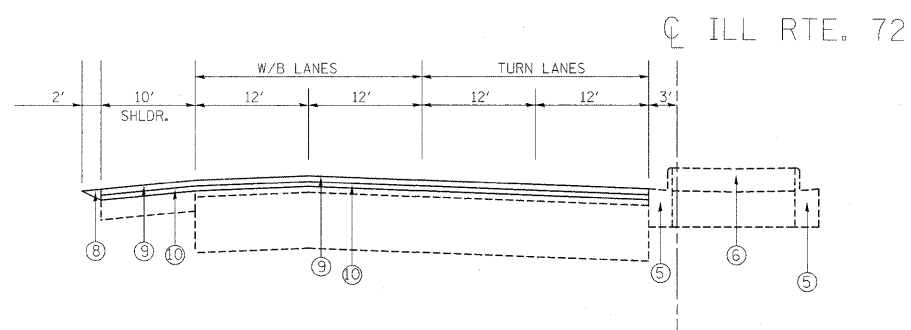 ℄ ILL RTE. 72
W/B LANES TURN LANES
2' 10' 12' 12' 12' 12' 3'
SHLDR.
9 10 9 10 5 6 5
8